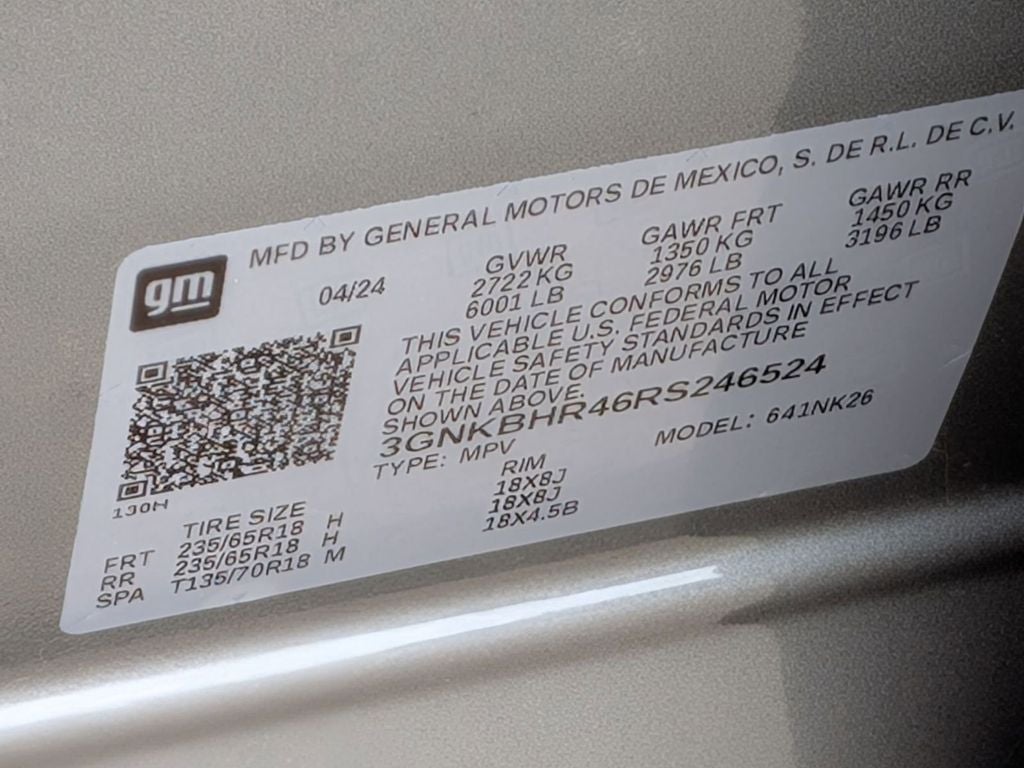 MFD BY GENERAL MOTORS DE MEXICO, S. DE R.L. DE C.V.
gm
04/24
GVWR
2722 KG
6001 LB
GAWR FRT
1350 KG
2976 LB
GAWR RR
1450 KG
3196 LB
THIS VEHICLE CONFORMS TO ALL
APPLICABLE U.S. FEDERAL MOTOR
VEHICLE SAFETY STANDARDS IN EFFECT
ON THE DATE OF MANUFACTURE
SHOWN ABOVE.
3GNKBHR46RS246524
TYPE: MPV MODEL: 641NK26
130H
TIRE SIZE RIM
FRT 235/65R18 H 18X8J
RR 235/65R18 H 18X8J
SPA T135/70R18 M 18X4.5B